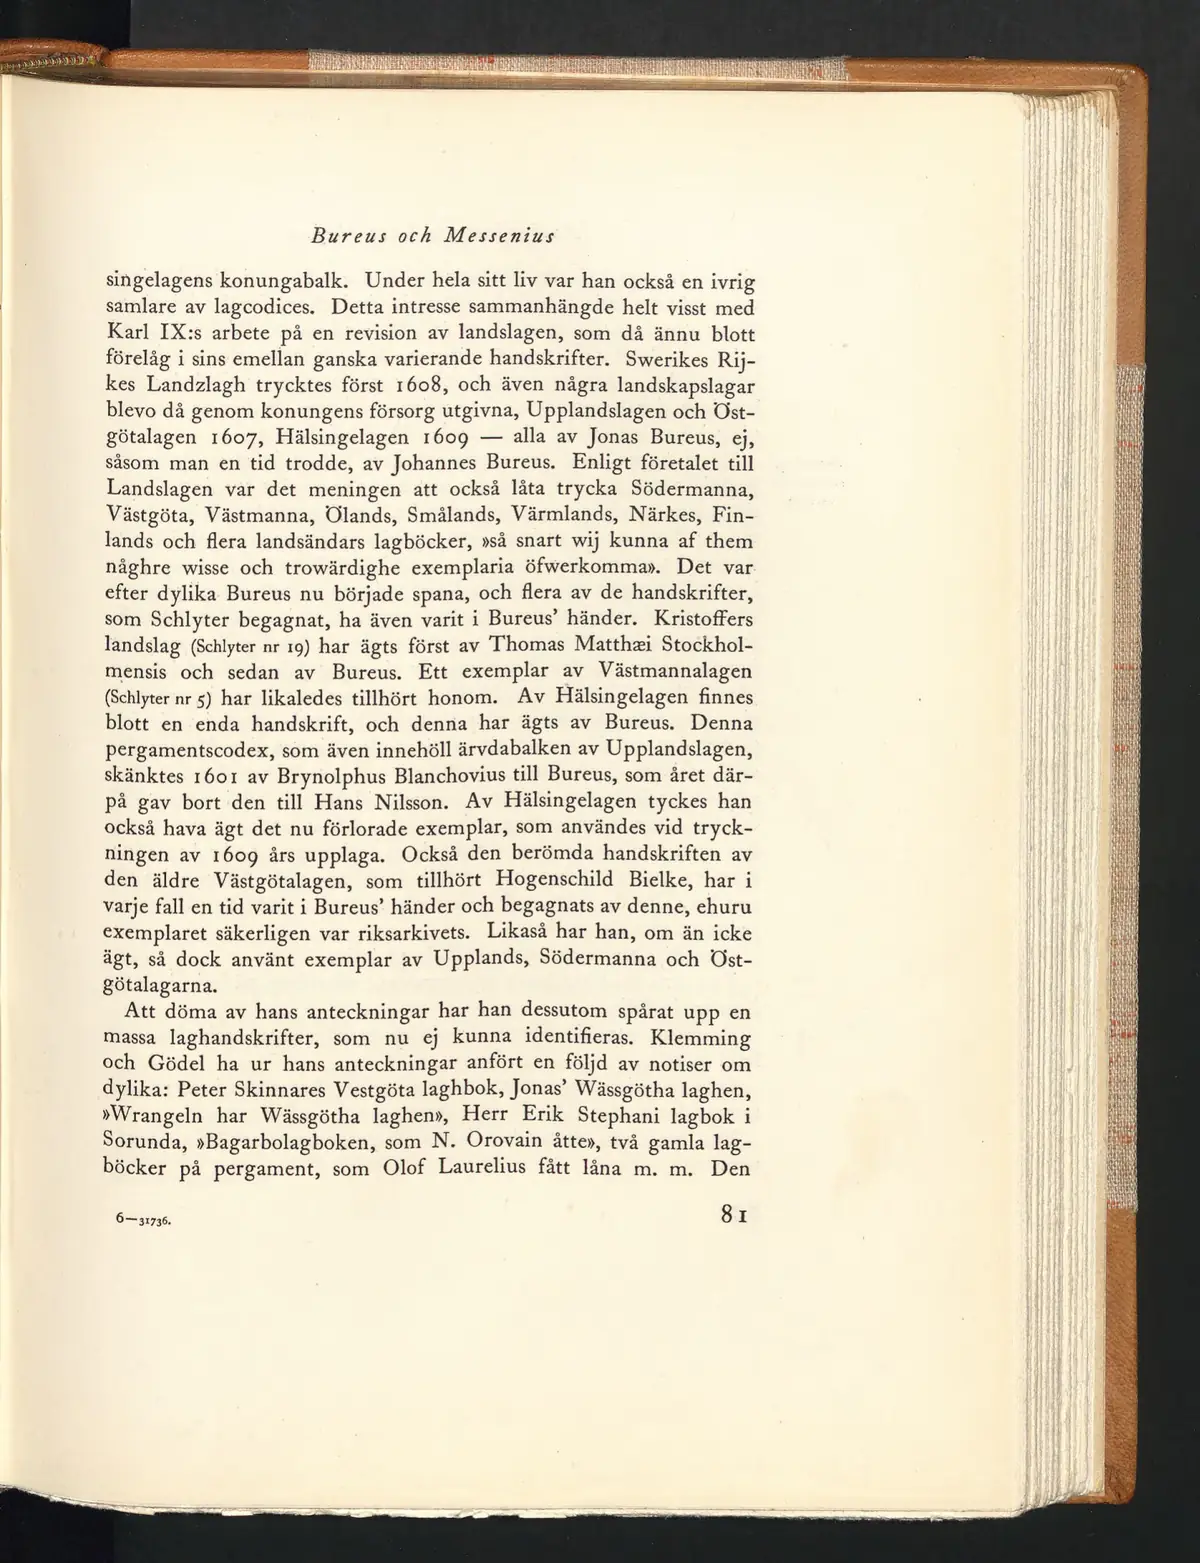 Bureus och Messenius
singelagens konungabalk. Under hela sitt liv var han också en ivrig
samlare av lagcodices. Detta intresse sammanhängde helt visst med
Karl IX:s arbete på en revision av landslagen, som då ännu blott
förelåg i sins emellan ganska varierande handskrifter. Swerikes Rij-
kes Landzlagh trycktes först 1608, och även några landskapslagar
blevo då genom konungens försorg utgivna, Upplandslagen och Öst-
götalagen 1607, Hälsingelagen 1609 — alla av Jonas Bureus, ej,
såsom man en tid trodde, av Johannes Bureus. Enligt företalet till
Landslagen var det meningen att också låta trycka Södermanna,
Västgöta, Västmanna, Ölands, Smålands, Värmlands, Närkes, Fin-
lands och flera landsändars lagböcker, »så snart wij kunna af them
någhre wisse och trowärdighe exemplaria öfwerkomma». Det var
efter dylika Bureus nu började spana, och flera av de handskrifter,
som Schlyter begagnat, ha även varit i Bureus’ händer. Kristoffers
landslag (Schlyter nr 19) har ägts först av Thomas Matthæi Stockhol-
mensis och sedan av Bureus. Ett exemplar av Västmannalagen
(Schlyter nr 5) har likaledes tillhört honom. Av Hälsingelagen finnes
blott en enda handskrift, och denna har ägts av Bureus. Denna
pergamentscodex, som även innehöll ärvdabalken av Upplandslagen,
skänktes 1601 av Brynolphus Blanchovius till Bureus, som året där-
på gav bort den till Hans Nilsson. Av Hälsingelagen tyckes han
också hava ägt det nu förlorade exemplar, som användes vid tryck-
ningen av 1609 års upplaga. Också den berömda handskriften av
den äldre Västgötalagen, som tillhört Hogenschild Bielke, har i
varje fall en tid varit i Bureus’ händer och begagnats av denne, ehuru
exemplaret säkerligen var riksarkivets. Likaså har han, om än icke
ägt, så dock använt exemplar av Upplands, Södermanna och Öst-
götalagarna.
Att döma av hans anteckningar har han dessutom spårat upp en
massa laghandskrifter, som nu ej kunna identifieras. Klemming
och Gödel ha ur hans anteckningar anfört en följd av notiser om
dylika: Peter Skinnares Vestgöta laghbok, Jonas’ Wässgötha laghen,
»Wrangeln har Wässgötha laghen», Herr Erik Stephani lagbok i
Sorunda, »Bagarbolagboken, som N. Orovain åtte», två gamla lag-
böcker på pergament, som Olof Laurelius fått låna m. m. Den
6—31736.
81